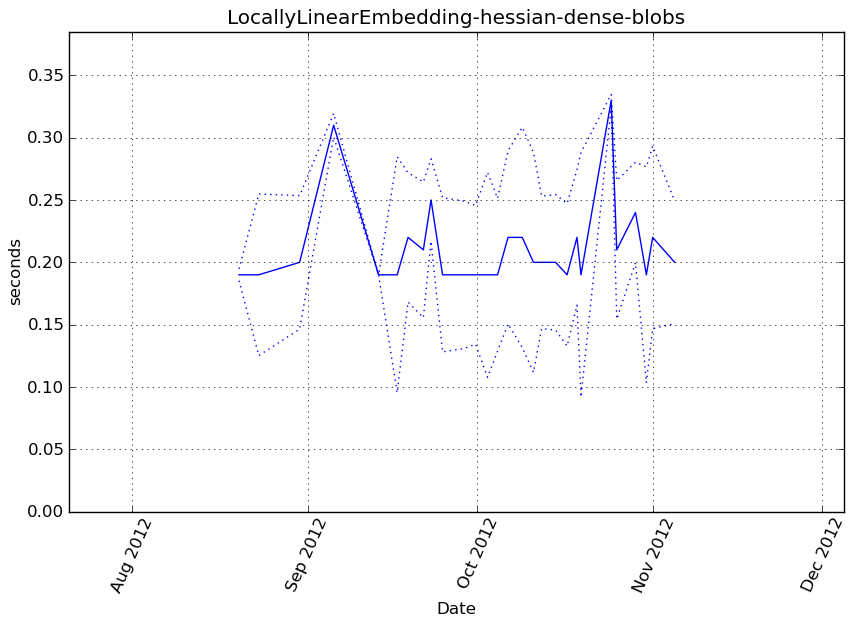 LocallyLinearEmbedding-hessian-dense-blobs
0.35
0.30
0.25
0.20
0.15
0.10
0.05
0.00
seconds
Aug 2012
Sep 2012
Oct 2012
Nov 2012
Dec 2012
Date